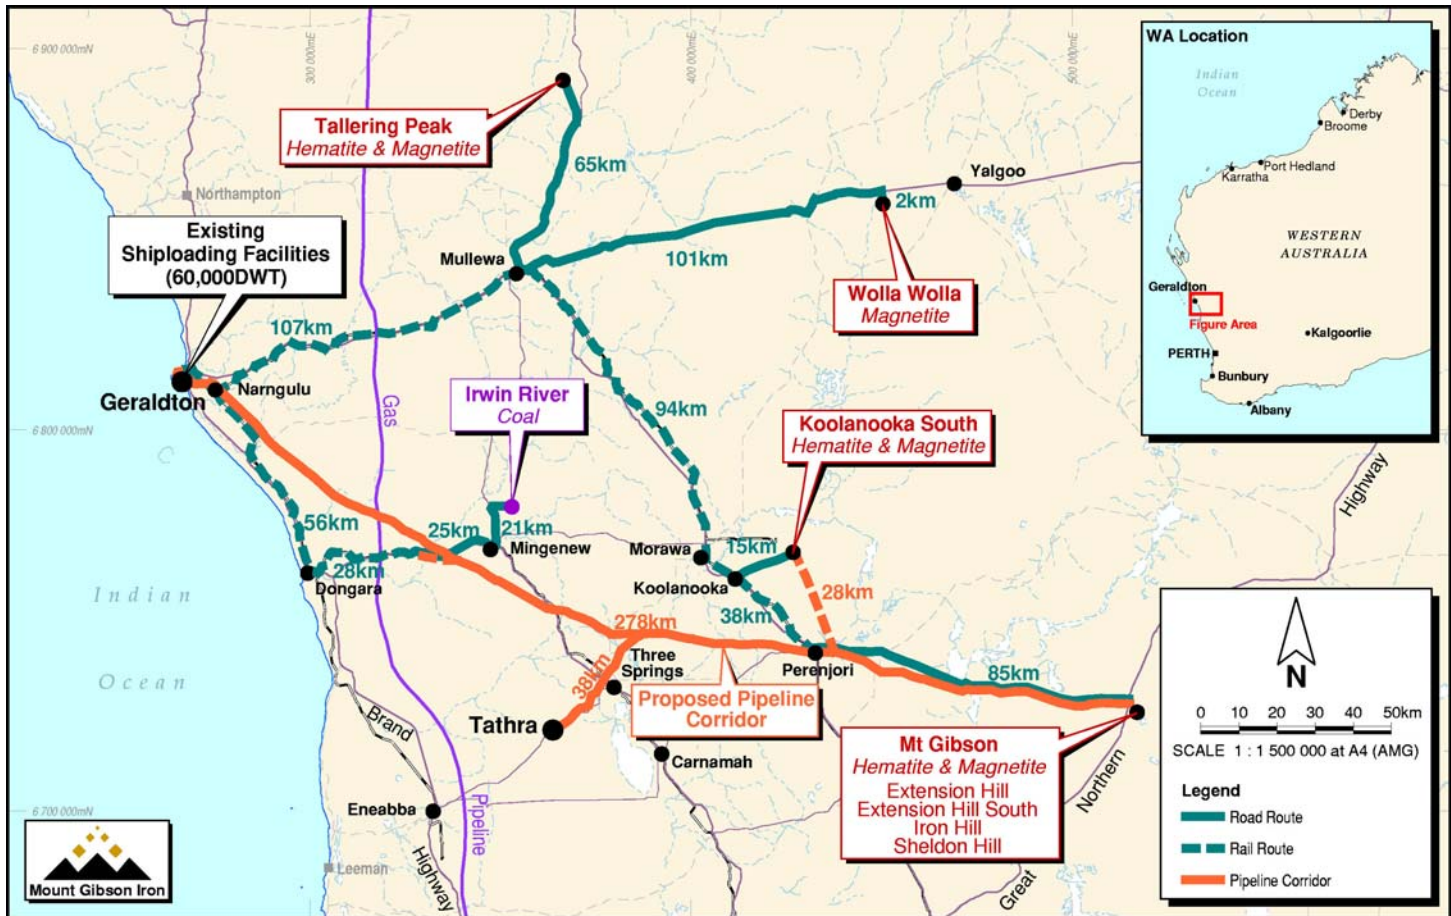 6 900 000mN
300 000mE
400 000mE
500 000mE
Tallering Peak
Hematite & Magnetite
65km
Northampton
Yalgoo
2km
Existing
Shiploading Facilities
(60,000DWT)
Mullewa
101km
Wolla Wolla
Magnetite
107km
Narngulu
Geraldton
Gas
Irwin River
Coal
94km
Koolanooka South
Hematite & Magnetite
6 800 000mN
56km
25km
21km
Mingenew
Morawa
15km
28km
Dongara
Koolanooka
28km
38km
Indian
Ocean
278km
Three
Springs
38km
Perenjori
85km
Proposed Pipeline
Corridor
Tathra
Brand
Highway
Carnamah
Mt Gibson
Hematite & Magnetite
Extension Hill
Extension Hill South
Iron Hill
Sheldon Hill
6 700 000mN
Eneabba
Pipeline
Leeman
Great
Northern
Highway
Mount Gibson Iron
WA Location
Indian
Ocean
Derby
Broome
Port Hedland
Karratha
WESTERN
AUSTRALIA
Geraldton
Figure Area
Kalgoorlie
PERTH
Bunbury
Albany
N
0 10 20 30 40 50km
SCALE 1 : 1 500 000 at A4 (AMG)
Legend
Road Route
Rail Route
Pipeline Corridor